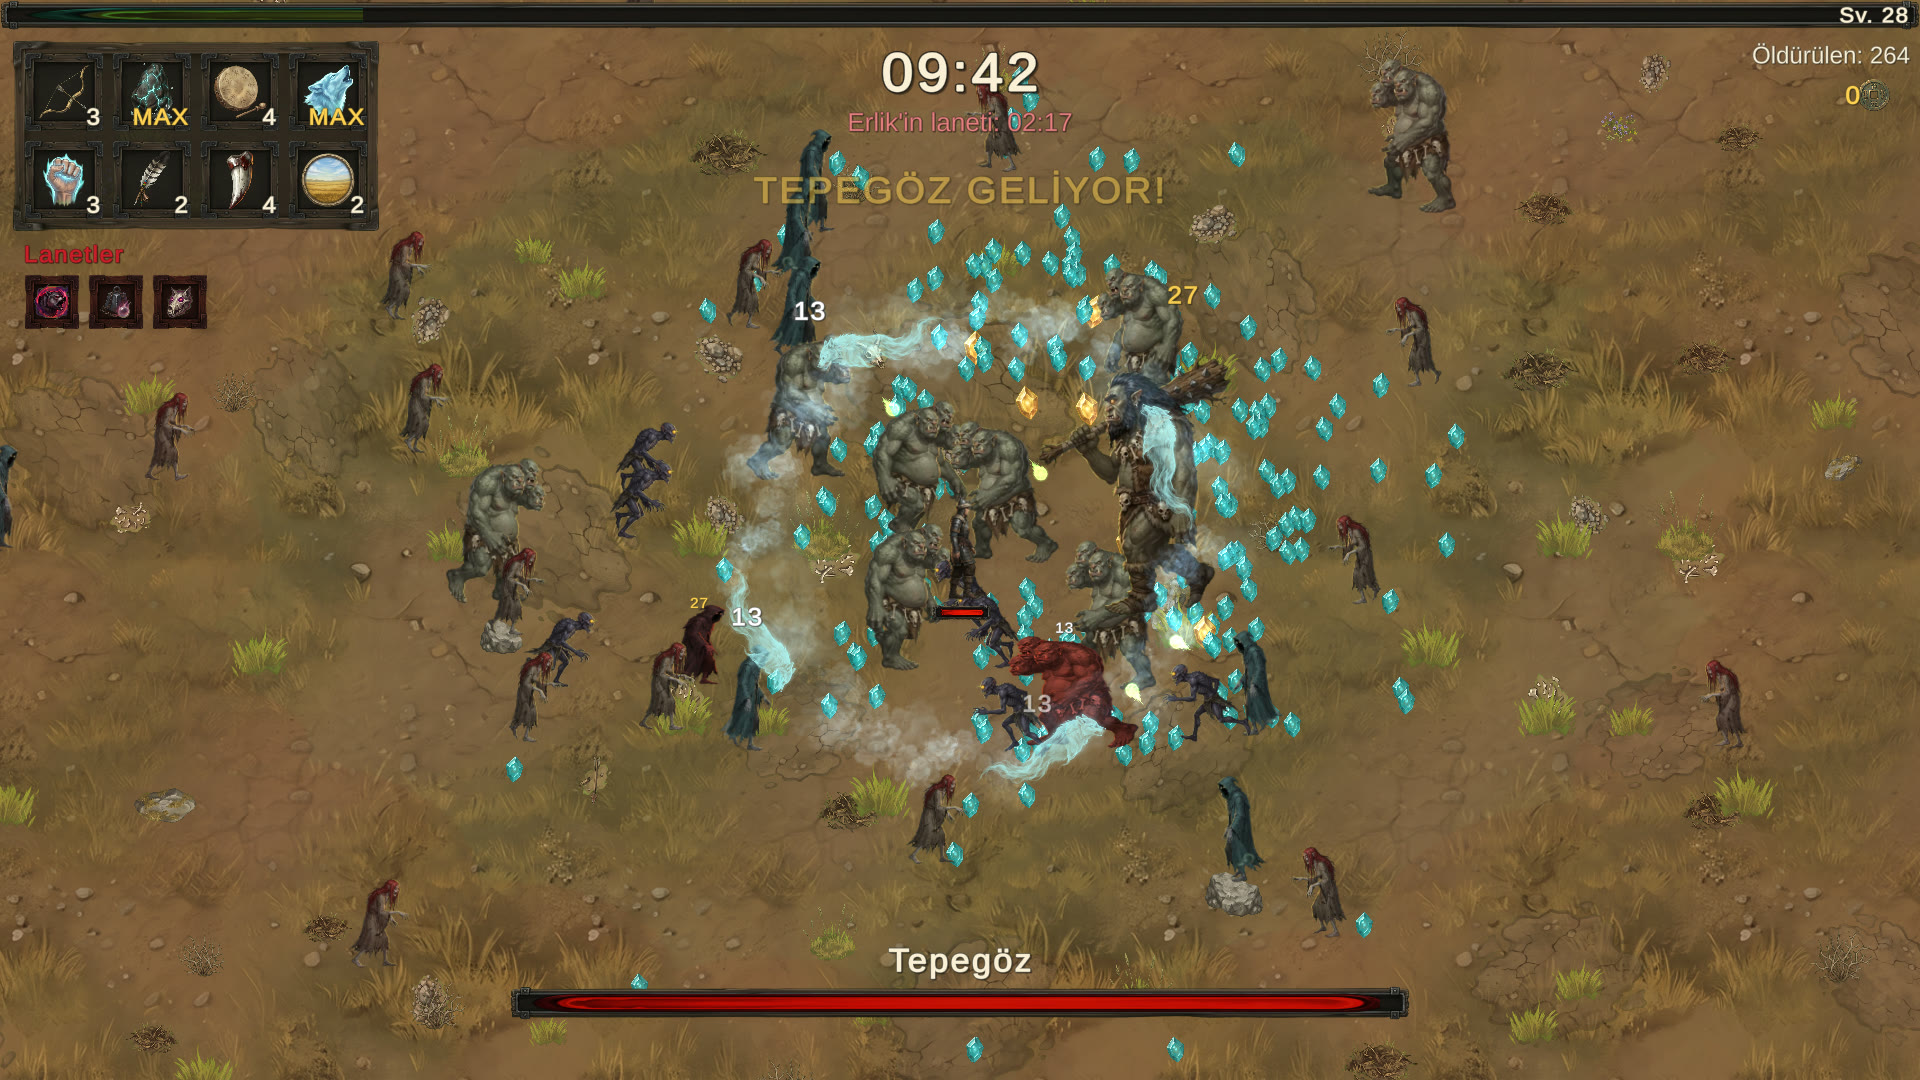 Sv. 28
Öldürülen: 264
0
09:42
Erlik'in laneti: 02:17
TEPEGÖZ GELİYOR!
3
MAX
4
MAX
3
2
4
2
Lanetler
27
13
27
13
13
13
Tepegöz